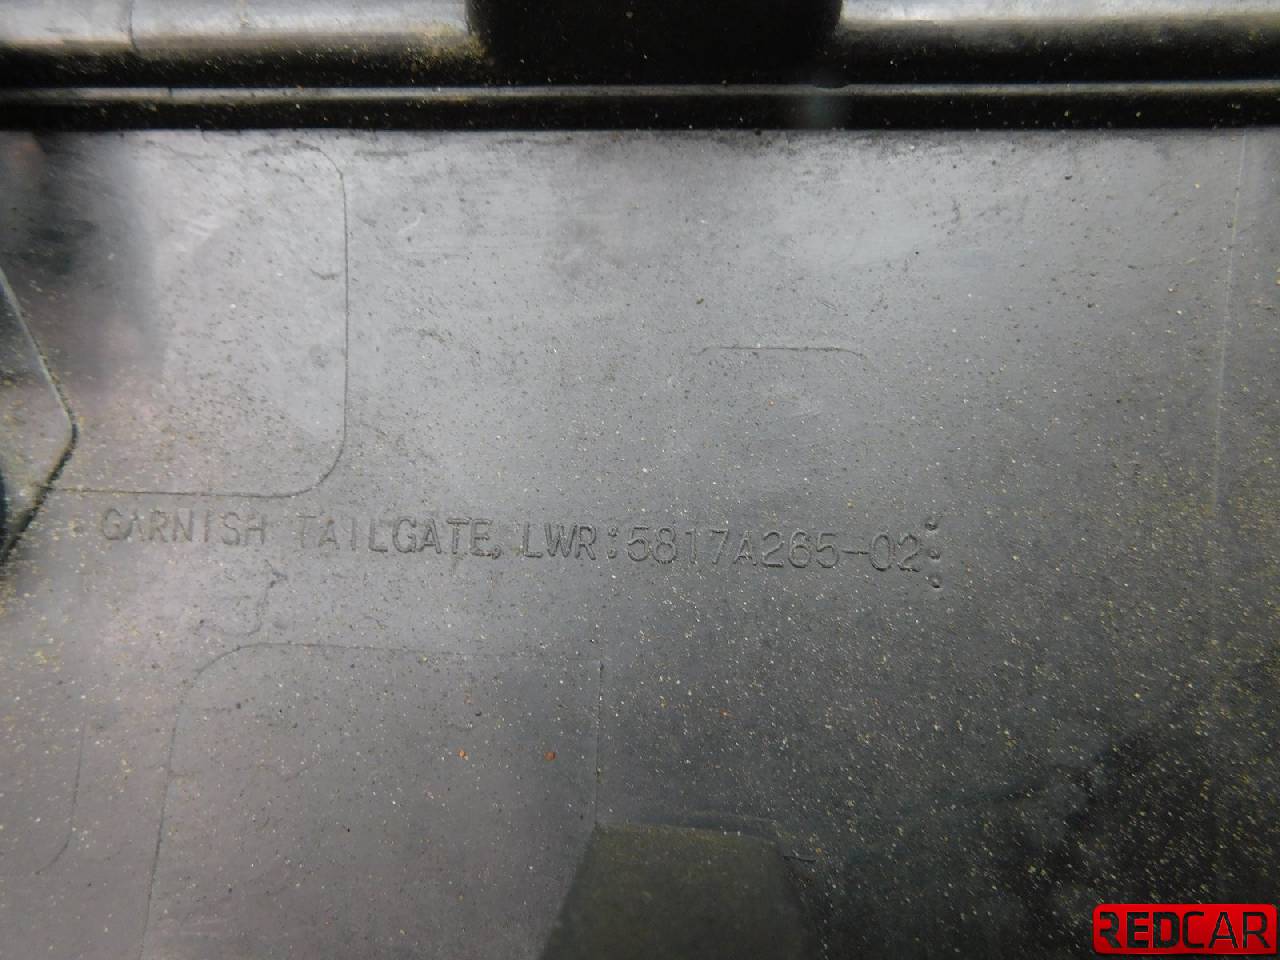 GARNISH TAILGATE, LWR:5817A265-02
REDCAR